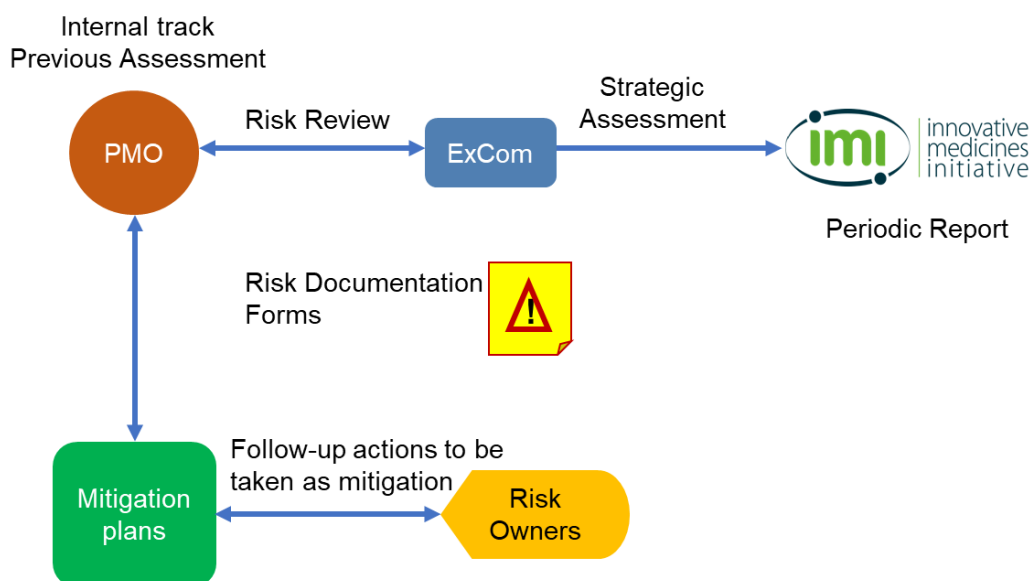 Internal track
Previous Assessment
PMO
Risk Review
ExCom
Strategic
Assessment
imi
innovative
medicines
initiative
Periodic Report
Risk Documentation
Forms
!
Mitigation
plans
Follow-up actions to be
taken as mitigation
Risk
Owners